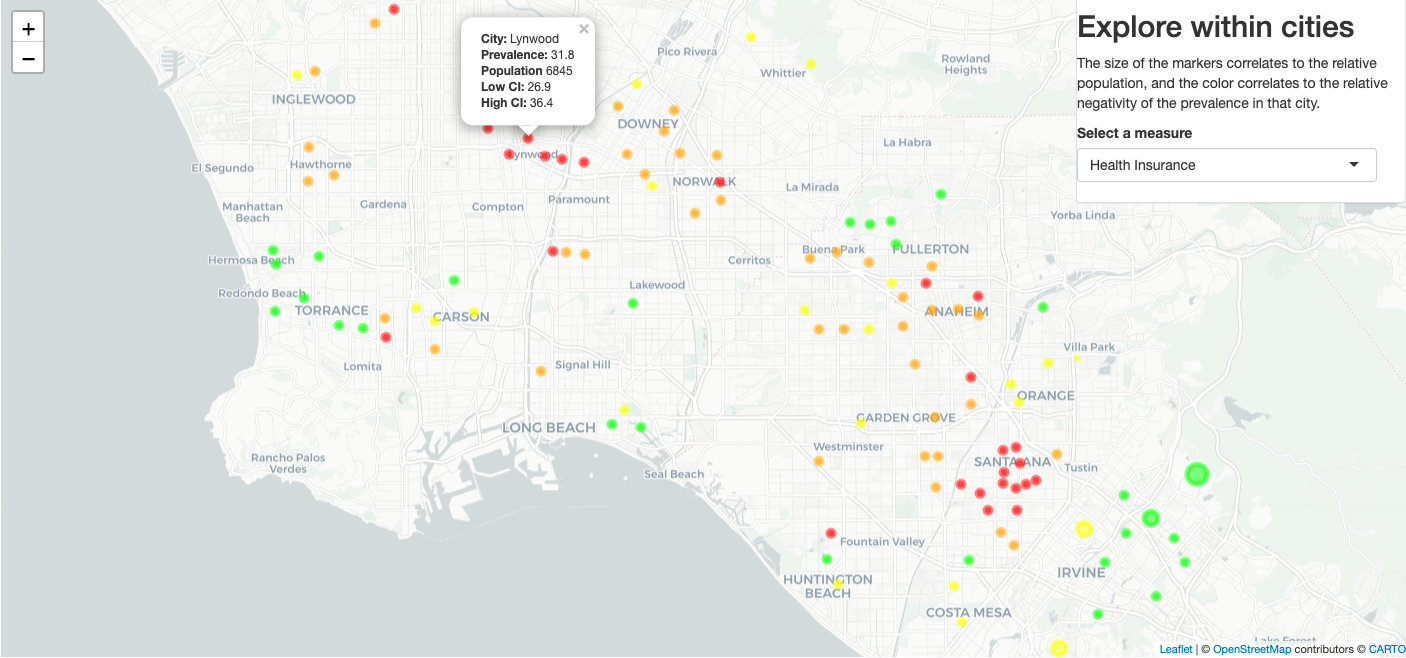 +
−
×
City: Lynwood
Prevalence: 31.8
Population 6845
Low CI: 26.9
High CI: 36.4
Explore within cities
The size of the markers correlates to the relative
population, and the color correlates to the relative
negativity of the prevalence in that city.
Select a measure
Health Insurance
Pico Rivera
Whittier
Rowland
Heights
INGLEWOOD
DOWNEY
La Habra
El Segundo
Hawthorne
Lynwood
NORWALK
La Mirada
Manhattan
Beach
Gardena
Compton
Paramount
Yorba Linda
Hermosa Beach
Cerritos
Buena Park
FULLERTON
Redondo Beach
Lakewood
TORRANCE
CARSON
ANAHEIM
Lomita
Signal Hill
Villa Park
ORANGE
LONG BEACH
GARDEN GROVE
Westminster
Rancho Palos
Verdes
Seal Beach
SANTA ANA
Tustin
Fountain Valley
HUNTINGTON
BEACH
IRVINE
COSTA MESA
Lake Forest
Leaflet | © OpenStreetMap contributors © CARTO